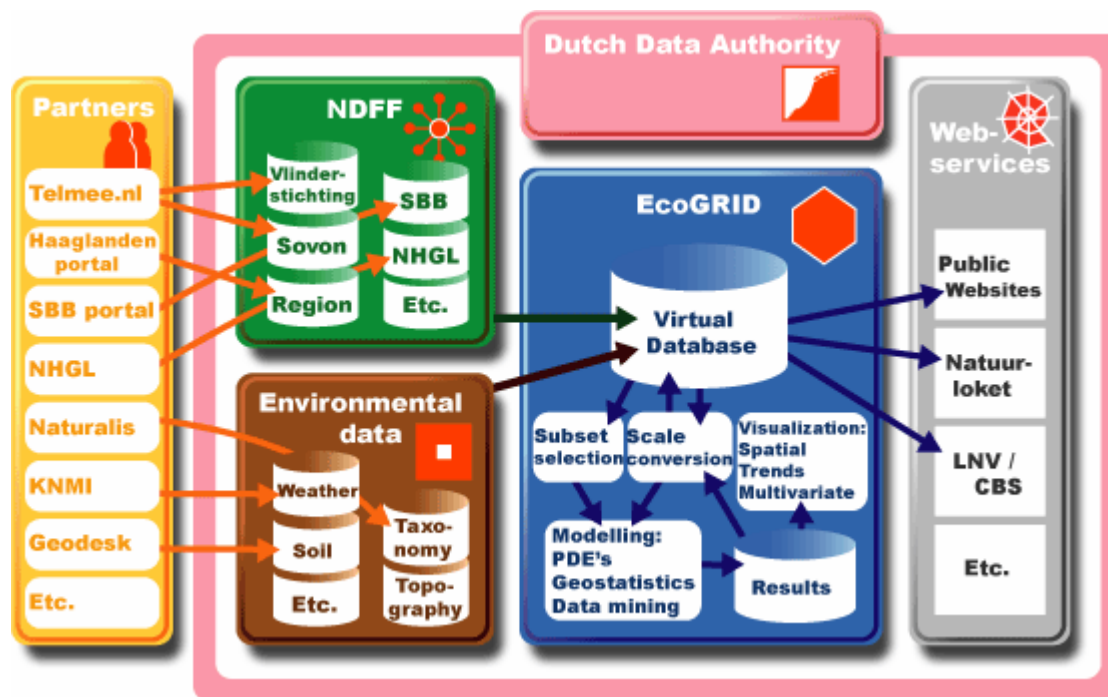 Dutch Data Authority
Partners
Telmee.nl
Haaglanden
portal
SBB portal
NHGL
Naturalis
KNMI
Geodesk
Etc.
NDFF
Vlinder-
stichting
Sovon
Region
SBB
NHGL
Etc.
Environmental
data
Weather
Soil
Etc.
Taxo-
nomy
Topo-
graphy
EcoGRID
Virtual
Database
Subset
selection
Scale
conversion
Visualization:
Spatial
Trends
Multivariate
Modelling:
PDE's
Geostatistics
Data mining
Results
Web-
services
Public
Websites
Natuur-
loket
LNV /
CBS
Etc.